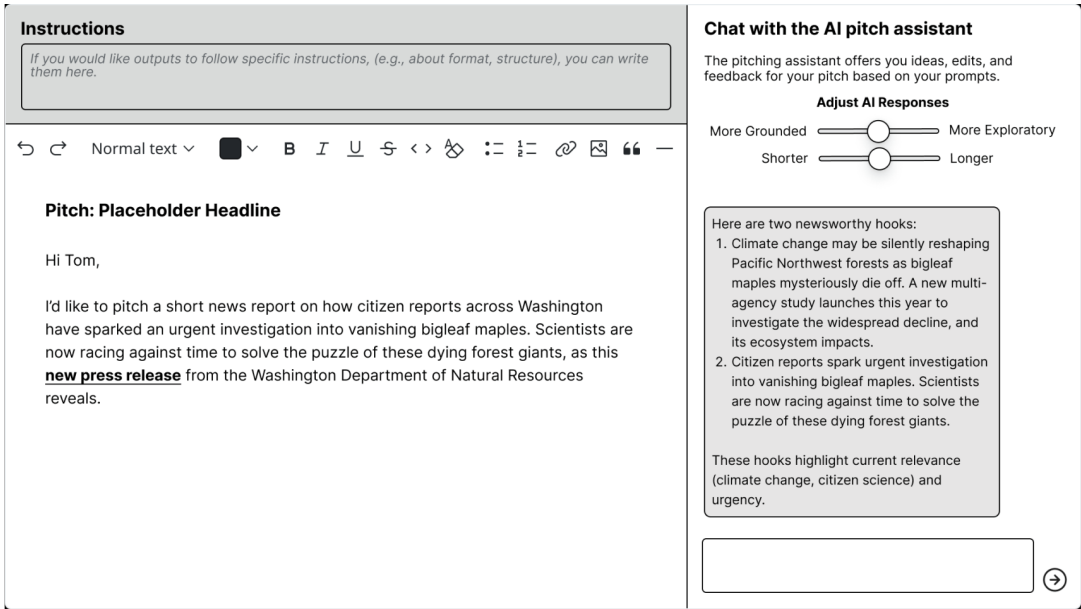 Instructions
If you would like outputs to follow specific instructions, (e.g., about format, structure), you can write
them here.
Normal text
B I U S
Pitch: Placeholder Headline
Hi Tom,
I'd like to pitch a short news report on how citizen reports across Washington
have sparked an urgent investigation into vanishing bigleaf maples. Scientists are
now racing against time to solve the puzzle of these dying forest giants, as this
new press release from the Washington Department of Natural Resources
reveals.
Chat with the AI pitch assistant
The pitching assistant offers you ideas, edits, and
feedback for your pitch based on your prompts.
Adjust AI Responses
More Grounded More Exploratory
Shorter Longer
Here are two newsworthy hooks:
1. Climate change may be silently reshaping
Pacific Northwest forests as bigleaf
maples mysteriously die off. A new multi-
agency study launches this year to
investigate the widespread decline, and
its ecosystem impacts.
2. Citizen reports spark urgent investigation
into vanishing bigleaf maples. Scientists
are now racing against time to solve the
puzzle of these dying forest giants.
These hooks highlight current relevance
(climate change, citizen science) and
urgency.